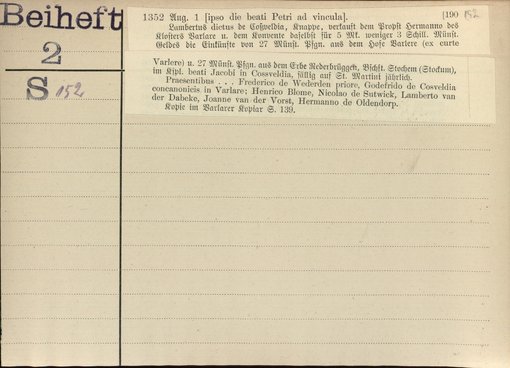 Beiheft
2
S 152
1352 Aug. 1 [ipso die beati Petri ad vincula]. [190 152
Lambertus dictus de Coßveldia, Knappe, verkauft dem Propst Hermanno des
Klosters Varlare u. dem Konvente daselbst für 5 Mk. weniger 3 Schill. Münst.
Geldes die Einkünfte von 27 Münst. Pfgn. aus dem Hofe Varlere (ex curte
Varlere) u. 27 Münst. Pfgn. aus dem Erbe Nederbrüggen, Bschft. Stochem (Stockum),
im Kspl. beati Jacobi in Cossveldia, fällig auf St. Martini jährlich.
Praesentibus . . . Frederico de Wederden priore, Godefrido de Cosveldia
concanonicis in Varlare; Henrico Blome, Nicolao de Sutwick, Lamberto van
der Dabeke, Joanne van der Vorst, Hermanno de Oldendorp.
Kopie im Varlarer Kopiar S. 139.